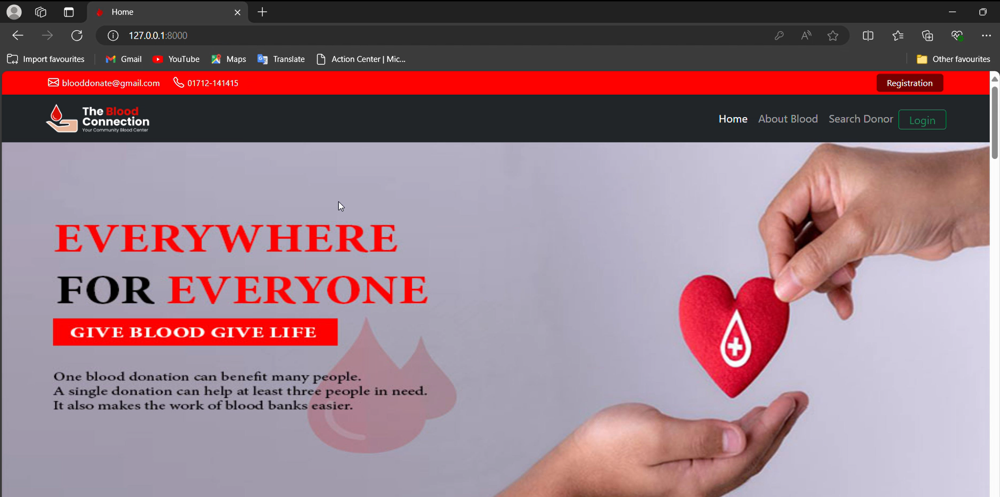 Home
127.0.0.1:8000
Import favourites Gmail YouTube Maps Translate Action Center | Mic... Other favourites
blooddonate@gmail.com 01712-141415 Registration
The Blood
Connection
Your Community Blood Center
Home About Blood Search Donor Login
EVERYWHERE
FOR EVERYONE
GIVE BLOOD GIVE LIFE
One blood donation can benefit many people.
A single donation can help at least three people in need.
It also makes the work of blood banks easier.